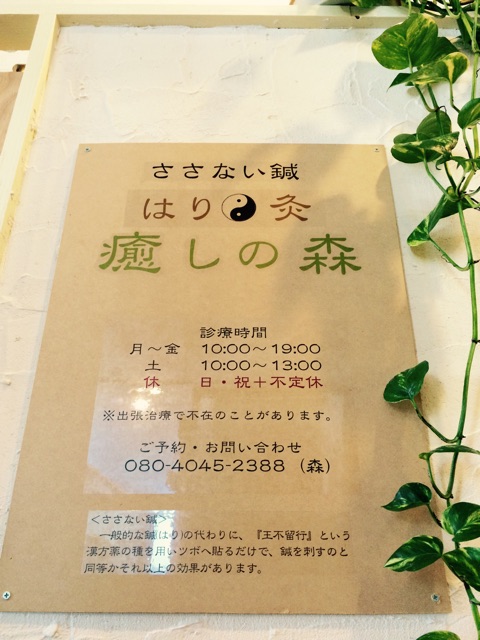 ささない鍼
はり☯灸
癒しの森
診療時間
月〜金 10:00〜19:00
土 10:00〜13:00
休 日・祝＋不定休
※出張治療で不在のことがあります。
ご予約・お問い合わせ
080-4045-2388 （森）
＜ささない鍼＞
一般的な鍼(はり)の代わりに、『王不留行』という
漢方薬の種を用いツボへ貼るだけで、鍼を刺すのと
同等かそれ以上の効果があります。